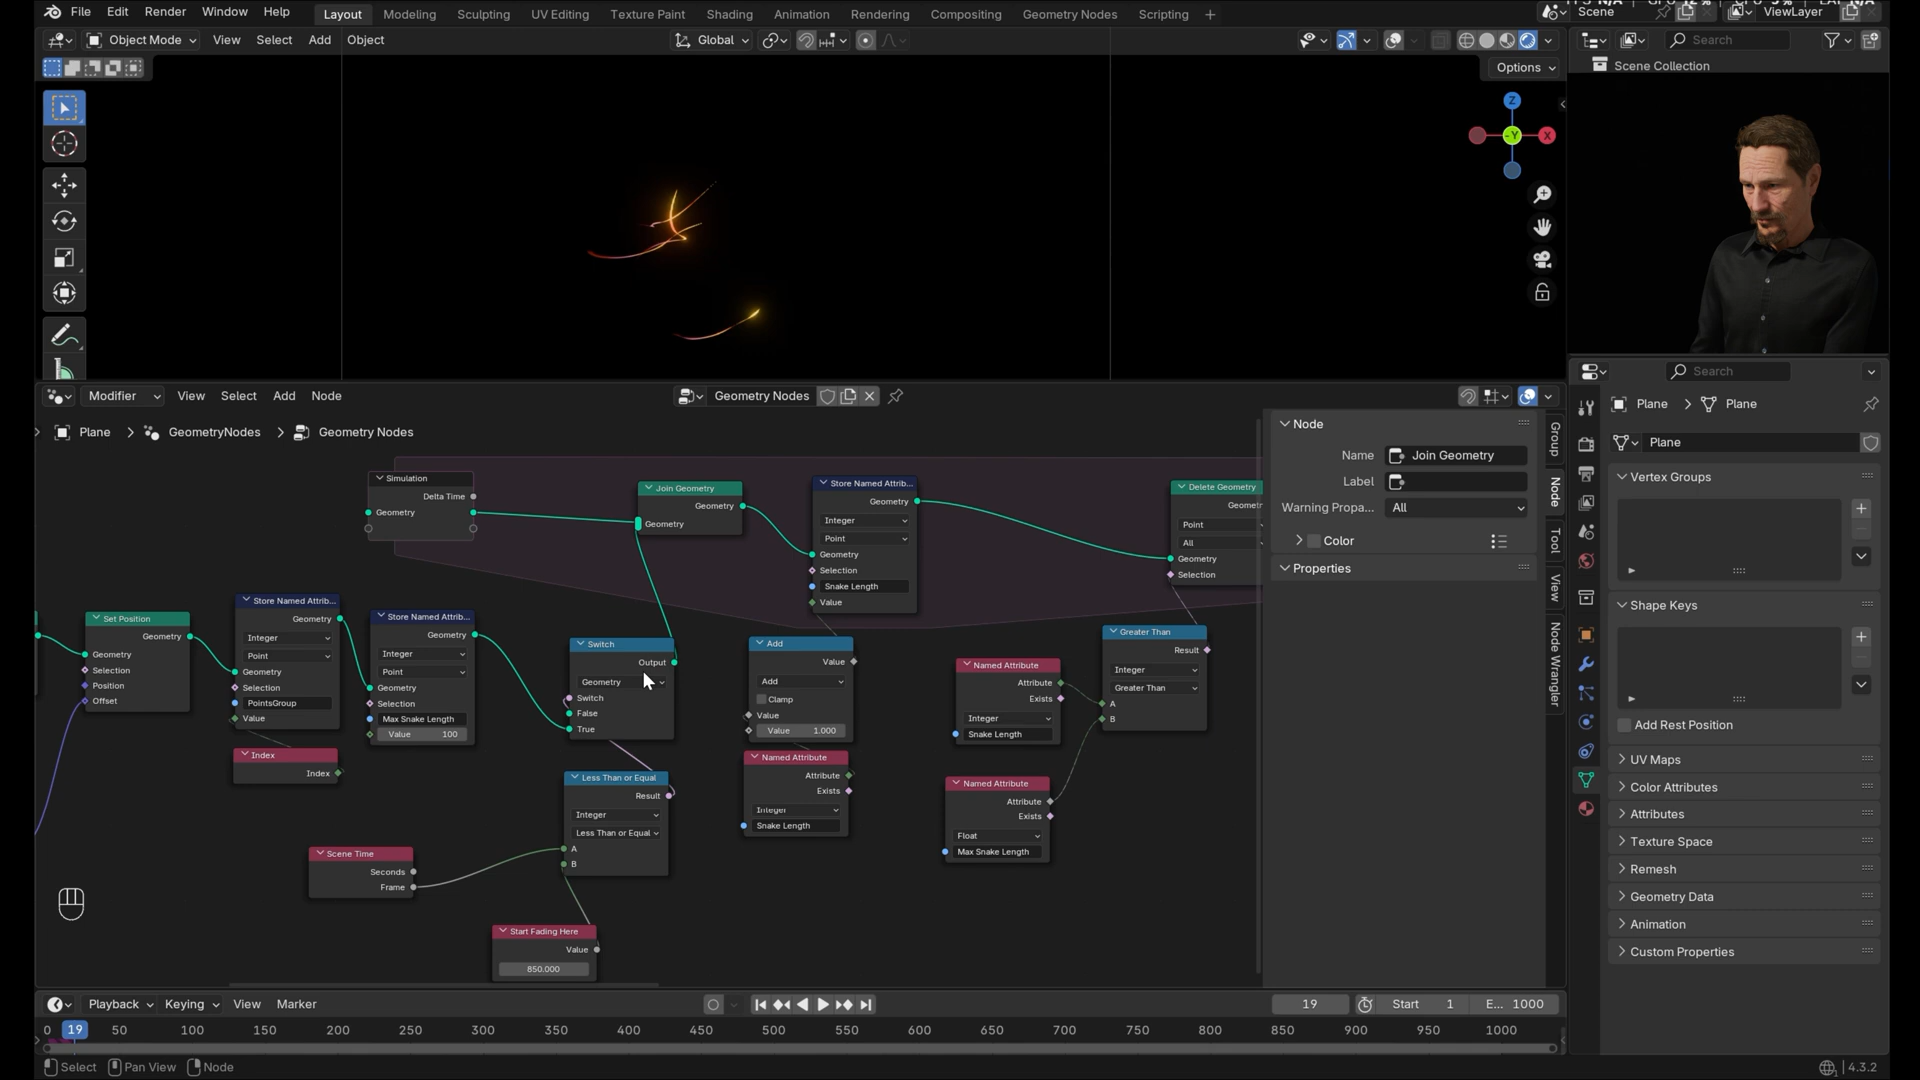 File Edit Render Window Help Layout Modeling Sculpting UV Editing Texture Paint Shading Animation Rendering Compositing Geometry Nodes Scripting +
Scene ViewLayer
Object Mode View Select Add Object Global Search
Options
Scene Collection
Z
-Y X
Modifier View Select Add Node Geometry Nodes
Search
Plane > GeometryNodes > Geometry Nodes
Plane > Plane
Plane
Node
Name Join Geometry
Label
Warning Propa... All
Color
Properties
Group
Node
Tool
View
Node Wrangler
Simulation
Delta Time
Geometry
Join Geometry
Geometry
Geometry
Store Named Attrib...
Geometry
Integer
Point
Geometry
Selection
Snake Length
Value
Delete Geometry
Point
All
Geometry
Selection
Set Position
Geometry
Geometry
Selection
Position
Offset
Store Named Attrib...
Geometry
Integer
Point
Geometry
Selection
PointsGroup
Value
Index
Index
Store Named Attrib...
Geometry
Integer
Point
Geometry
Selection
Max Snake Length
Value 100
Switch
Output
Geometry
Switch
False
True
Less Than or Equal
Result
Integer
Less Than or Equal
A
B
Scene Time
Seconds
Frame
Start Fading Here
Value
850.000
Add
Value
Add
Clamp
Value
Value 1.000
Named Attribute
Attribute
Exists
Integer
Snake Length
Named Attribute
Attribute
Exists
Integer
Snake Length
Named Attribute
Attribute
Exists
Float
Max Snake Length
Greater Than
Result
Integer
Greater Than
A
B
Vertex Groups
Shape Keys
Add Rest Position
UV Maps
Color Attributes
Attributes
Texture Space
Remesh
Geometry Data
Animation
Custom Properties
Playback Keying View Marker 19 Start 1 E... 1000
0 19 50 100 150 200 250 300 350 400 450 500 550 600 650 700 750 800 850 900 950 1000
Select Pan View Node 4.3.2